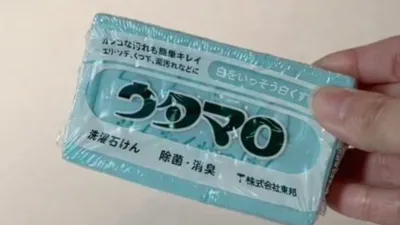 ガンコな汚れも簡単キレイ
エリ・ソデ、くつ下、泥汚れなどに
白をいっそう白くす
ウタマロ
洗濯石けん 除菌・消臭 株式会社東邦